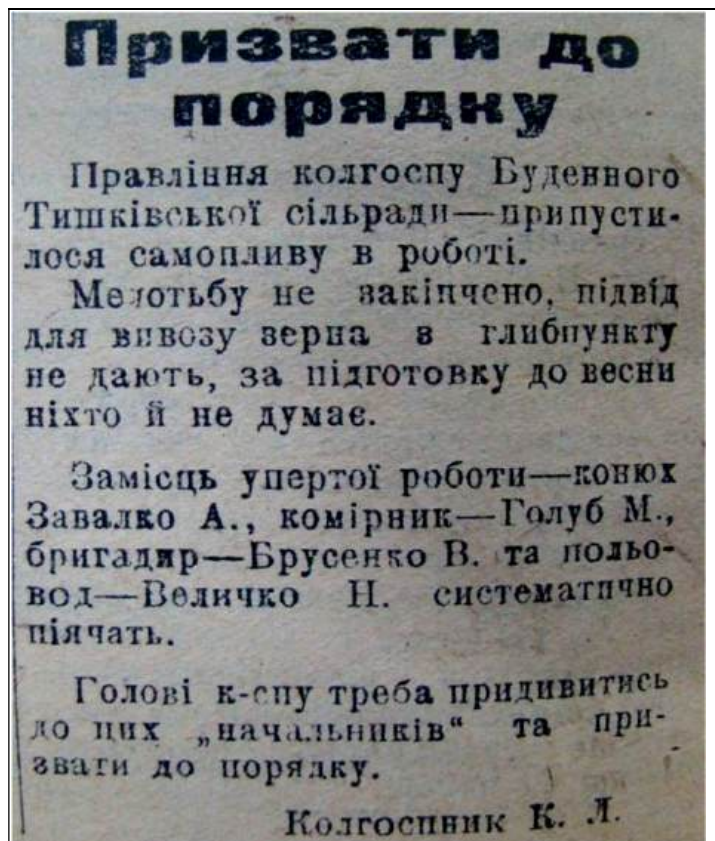 Призвати до
порядку
Правління колгоспу Буденного
Тишківської сільради—припусти-
лося самопливу в роботі.
Мелотьбу не закінчено, підвід
для вивозу зерна в глибпункту
не дають, за підготовку до весни
ніхто й не думає.
Замісць упертої роботи—конюх
Завалко А., комірник—Голуб М.,
бригадир—Брусенко В. та польо-
вод—Величко Н. систематично
піячать.
Голові к-спу треба придивитись
до цих „начальників“ та при-
звати до порядку.
Колгоспник К. Л.